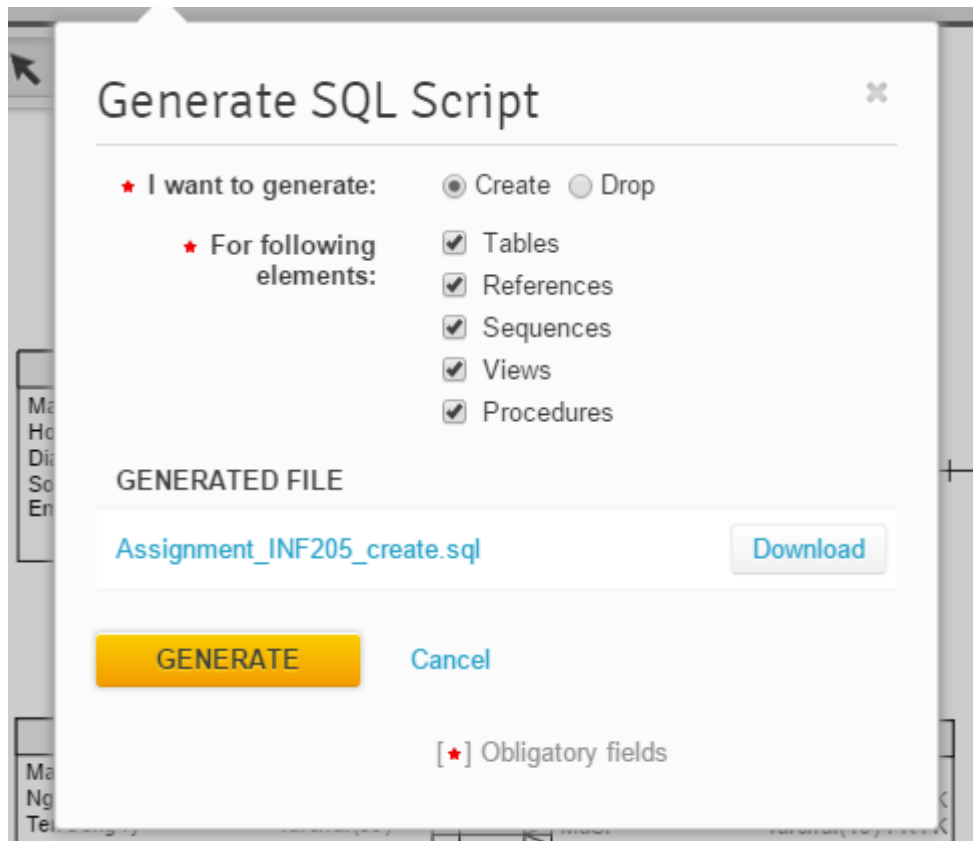 Generate SQL Script
* I want to generate:
Create
Drop
* For following
elements:
Tables
References
Sequences
Views
Procedures
GENERATED FILE
Assignment_INF205_create.sql
Download
GENERATE
Cancel
[*] Obligatory fields